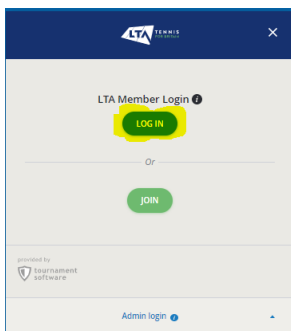 LTA TENNIS
FOR BRITAIN
LTA Member Login
LOG IN
Or
JOIN
provided by
tournament
software
Admin login